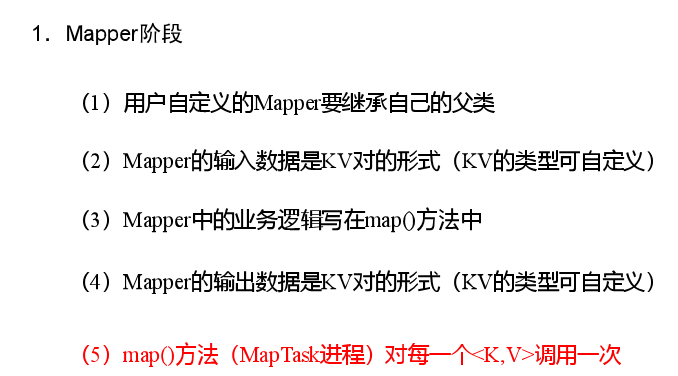 1．Mapper阶段
（1）用户自定义的Mapper要继承自己的父类
（2）Mapper的输入数据是KV对的形式（KV的类型可自定义）
（3）Mapper中的业务逻辑写在map()方法中
（4）Mapper的输出数据是KV对的形式（KV的类型可自定义）
（5）map()方法（MapTask进程）对每一个<K,V>调用一次